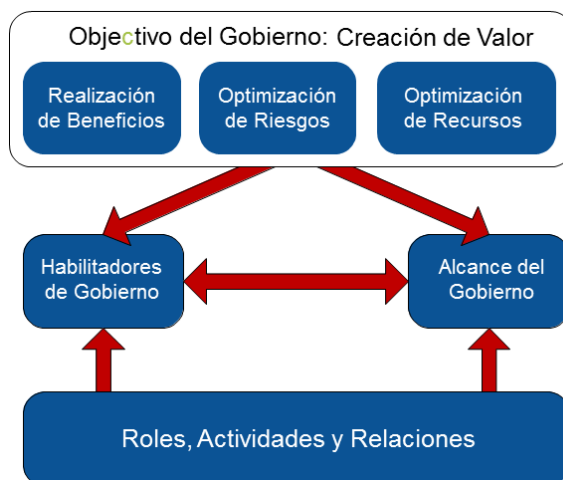 Objectivo del Gobierno: Creación de Valor
Realización
de Beneficios
Optimización
de Riesgos
Optimización
de Recursos
Habilitadores
de Gobierno
Alcance del
Gobierno
Roles, Actividades y Relaciones